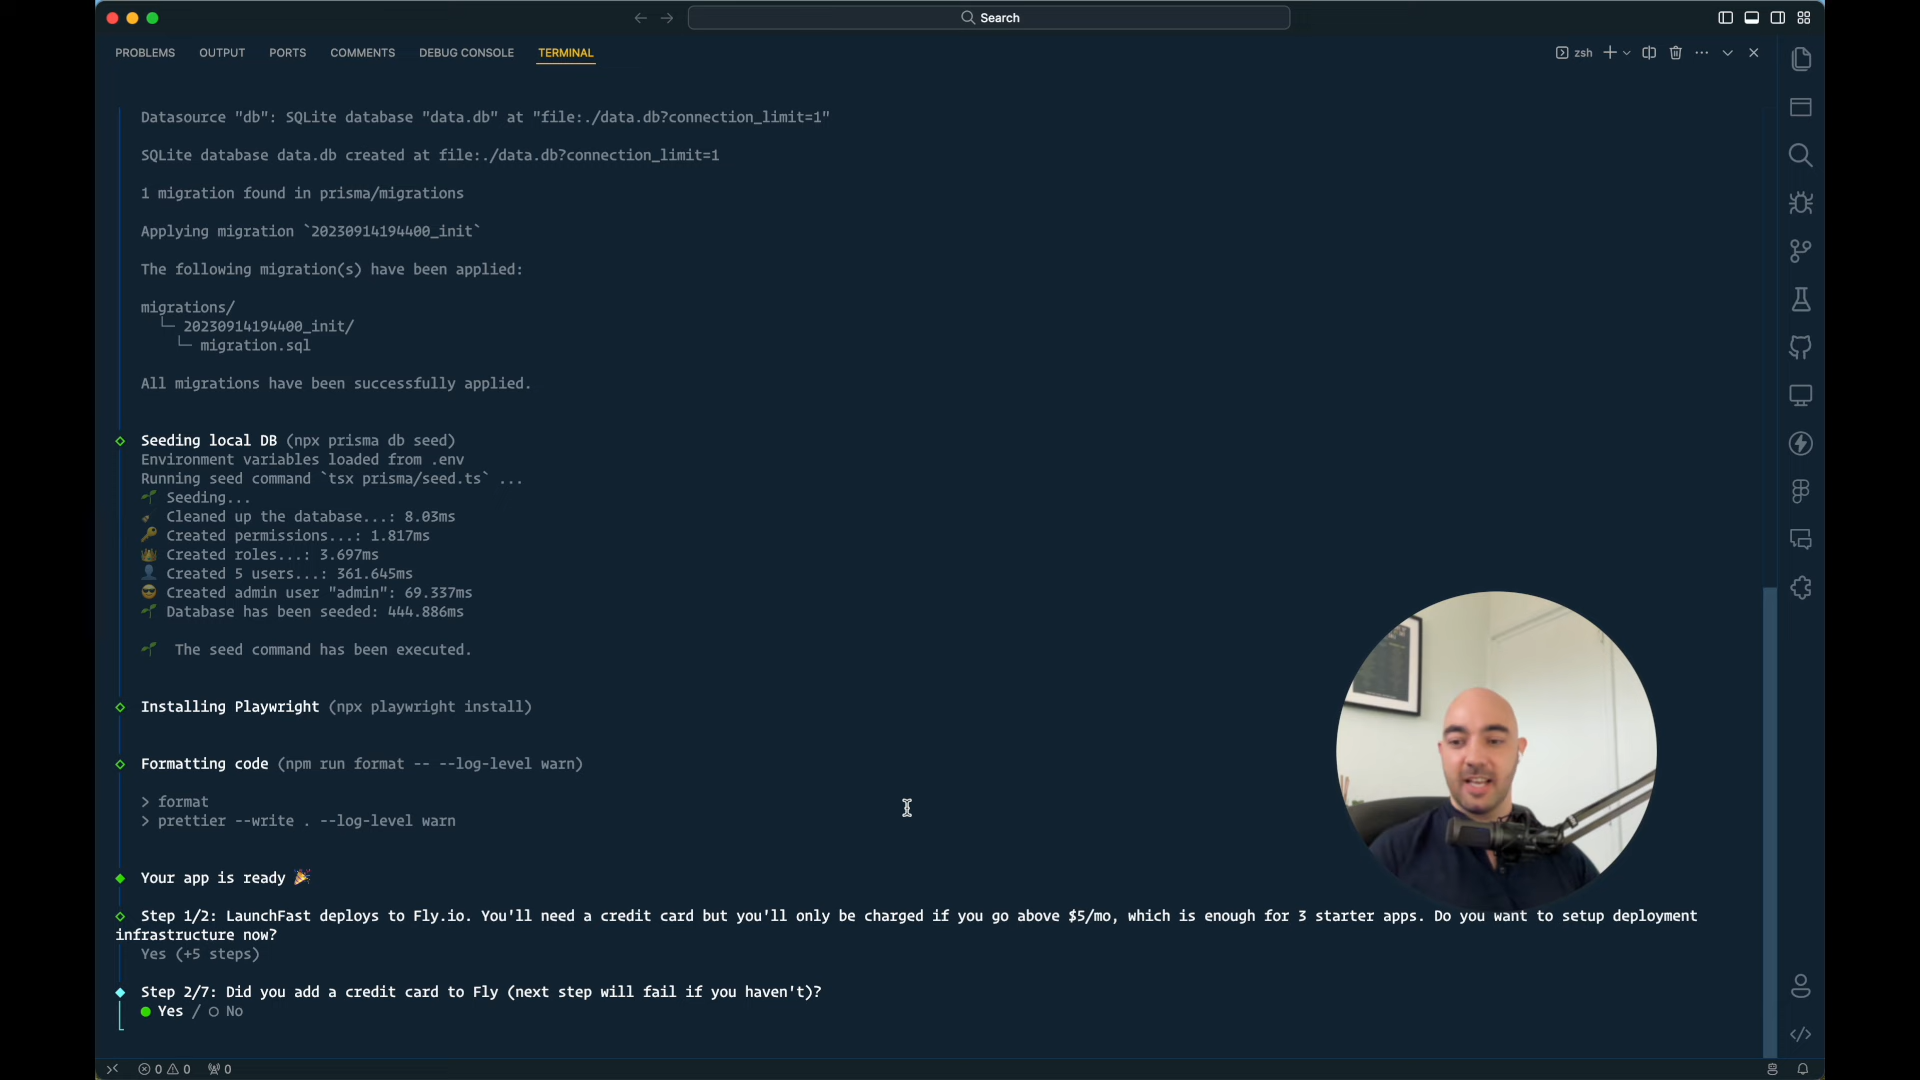 Search
PROBLEMS OUTPUT PORTS COMMENTS DEBUG CONSOLE TERMINAL
zsh
Datasource "db": SQLite database "data.db" at "file:./data.db?connection_limit=1"
SQLite database data.db created at file:./data.db?connection_limit=1
1 migration found in prisma/migrations
Applying migration `20230914194400_init`
The following migration(s) have been applied:
migrations/
└─ 20230914194400_init/
└─ migration.sql
All migrations have been successfully applied.
Seeding local DB (npx prisma db seed)
Environment variables loaded from .env
Running seed command `tsx prisma/seed.ts` ...
🌱 Seeding...
🧹 Cleaned up the database...: 8.03ms
🔑 Created permissions...: 1.817ms
👑 Created roles...: 3.697ms
👤 Created 5 users...: 361.645ms
😎 Created admin user "admin": 69.337ms
🌱 Database has been seeded: 444.886ms
🌱 The seed command has been executed.
Installing Playwright (npx playwright install)
Formatting code (npm run format -- --log-level warn)
> format
> prettier --write . --log-level warn
Your app is ready 🎉
Step 1/2: LaunchFast deploys to Fly.io. You'll need a credit card but you'll only be charged if you go above $5/mo, which is enough for 3 starter apps. Do you want to setup deployment
infrastructure now?
Yes (+5 steps)
Step 2/7: Did you add a credit card to Fly (next step will fail if you haven't)?
● Yes / ○ No
0 0 0